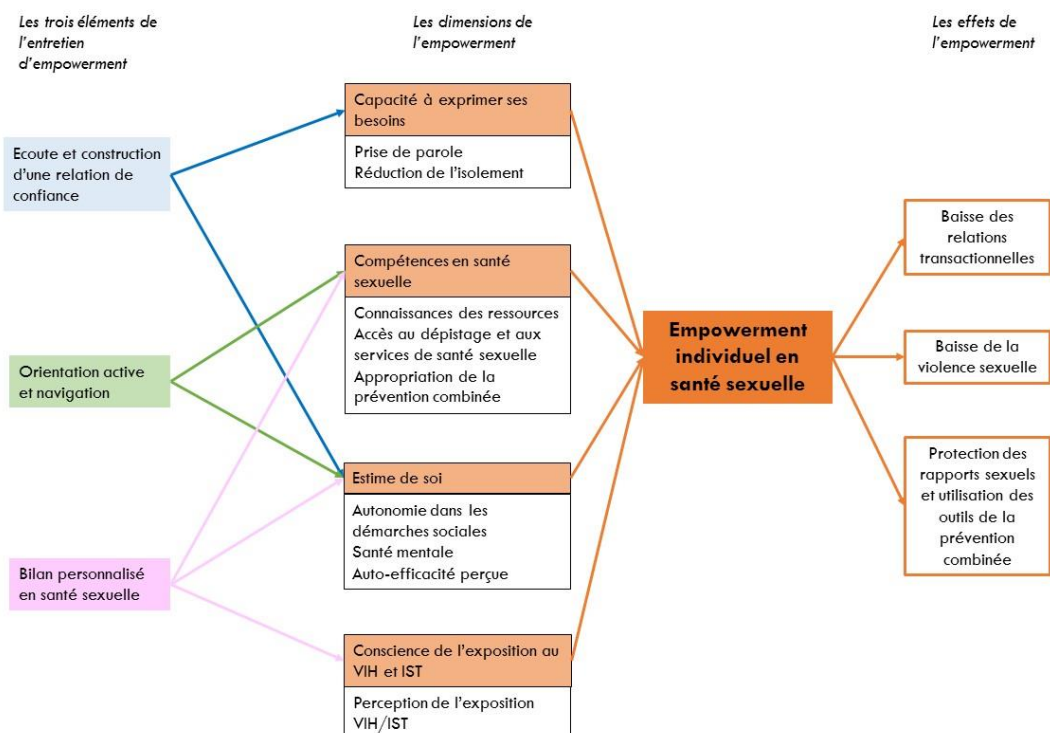 Les trois éléments de
l'entretien
d'empowerment
Les dimensions de
l'empowerment
Les effets de
l'empowerment
Ecoute et construction
d'une relation de
confiance
Orientation active
et navigation
Bilan personnalisé
en santé sexuelle
Capacité à exprimer ses
besoins
Prise de parole
Réduction de l'isolement
Compétences en santé
sexuelle
Connaissances des ressources
Accès au dépistage et aux
services de santé sexuelle
Appropriation de la
prévention combinée
Estime de soi
Autonomie dans les
démarches sociales
Santé mentale
Auto-efficacité perçue
Conscience de l'exposition au
VIH et IST
Perception de l'exposition
VIH/IST
Empowerment
individuel en
santé sexuelle
Baisse des
relations
transactionnelles
Baisse de la
violence sexuelle
Protection des
rapports sexuels
et utilisation des
outils de la
prévention
combinée